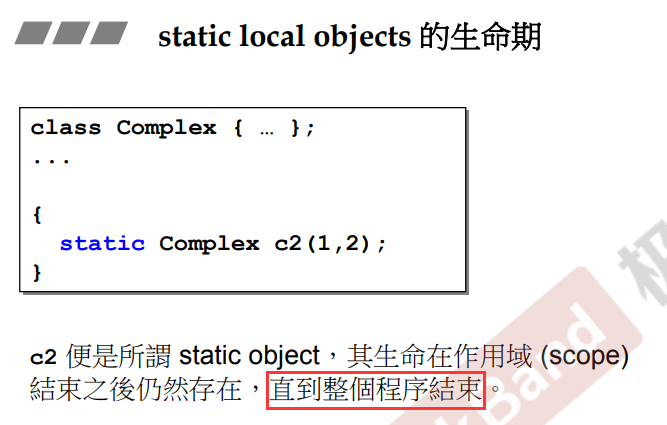 static local objects 的生命期
class Complex { … };
...
{
static Complex c2(1,2);
}
c2 便是所謂 static object，其生命在作用域 (scope)
結束之後仍然存在，直到整個程序結束。
极
kBand